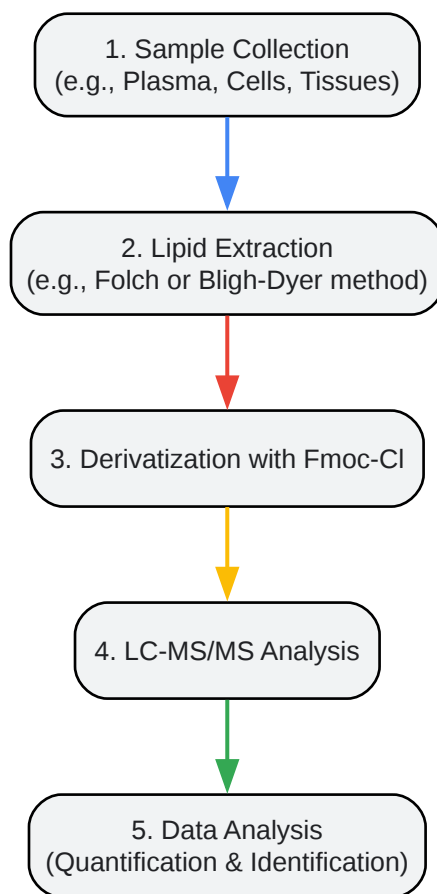 1. Sample Collection
(e.g., Plasma, Cells, Tissues)
2. Lipid Extraction
(e.g., Folch or Bligh-Dyer method)
3. Derivatization with Fmoc-Cl
4. LC-MS/MS Analysis
5. Data Analysis
(Quantification & Identification)